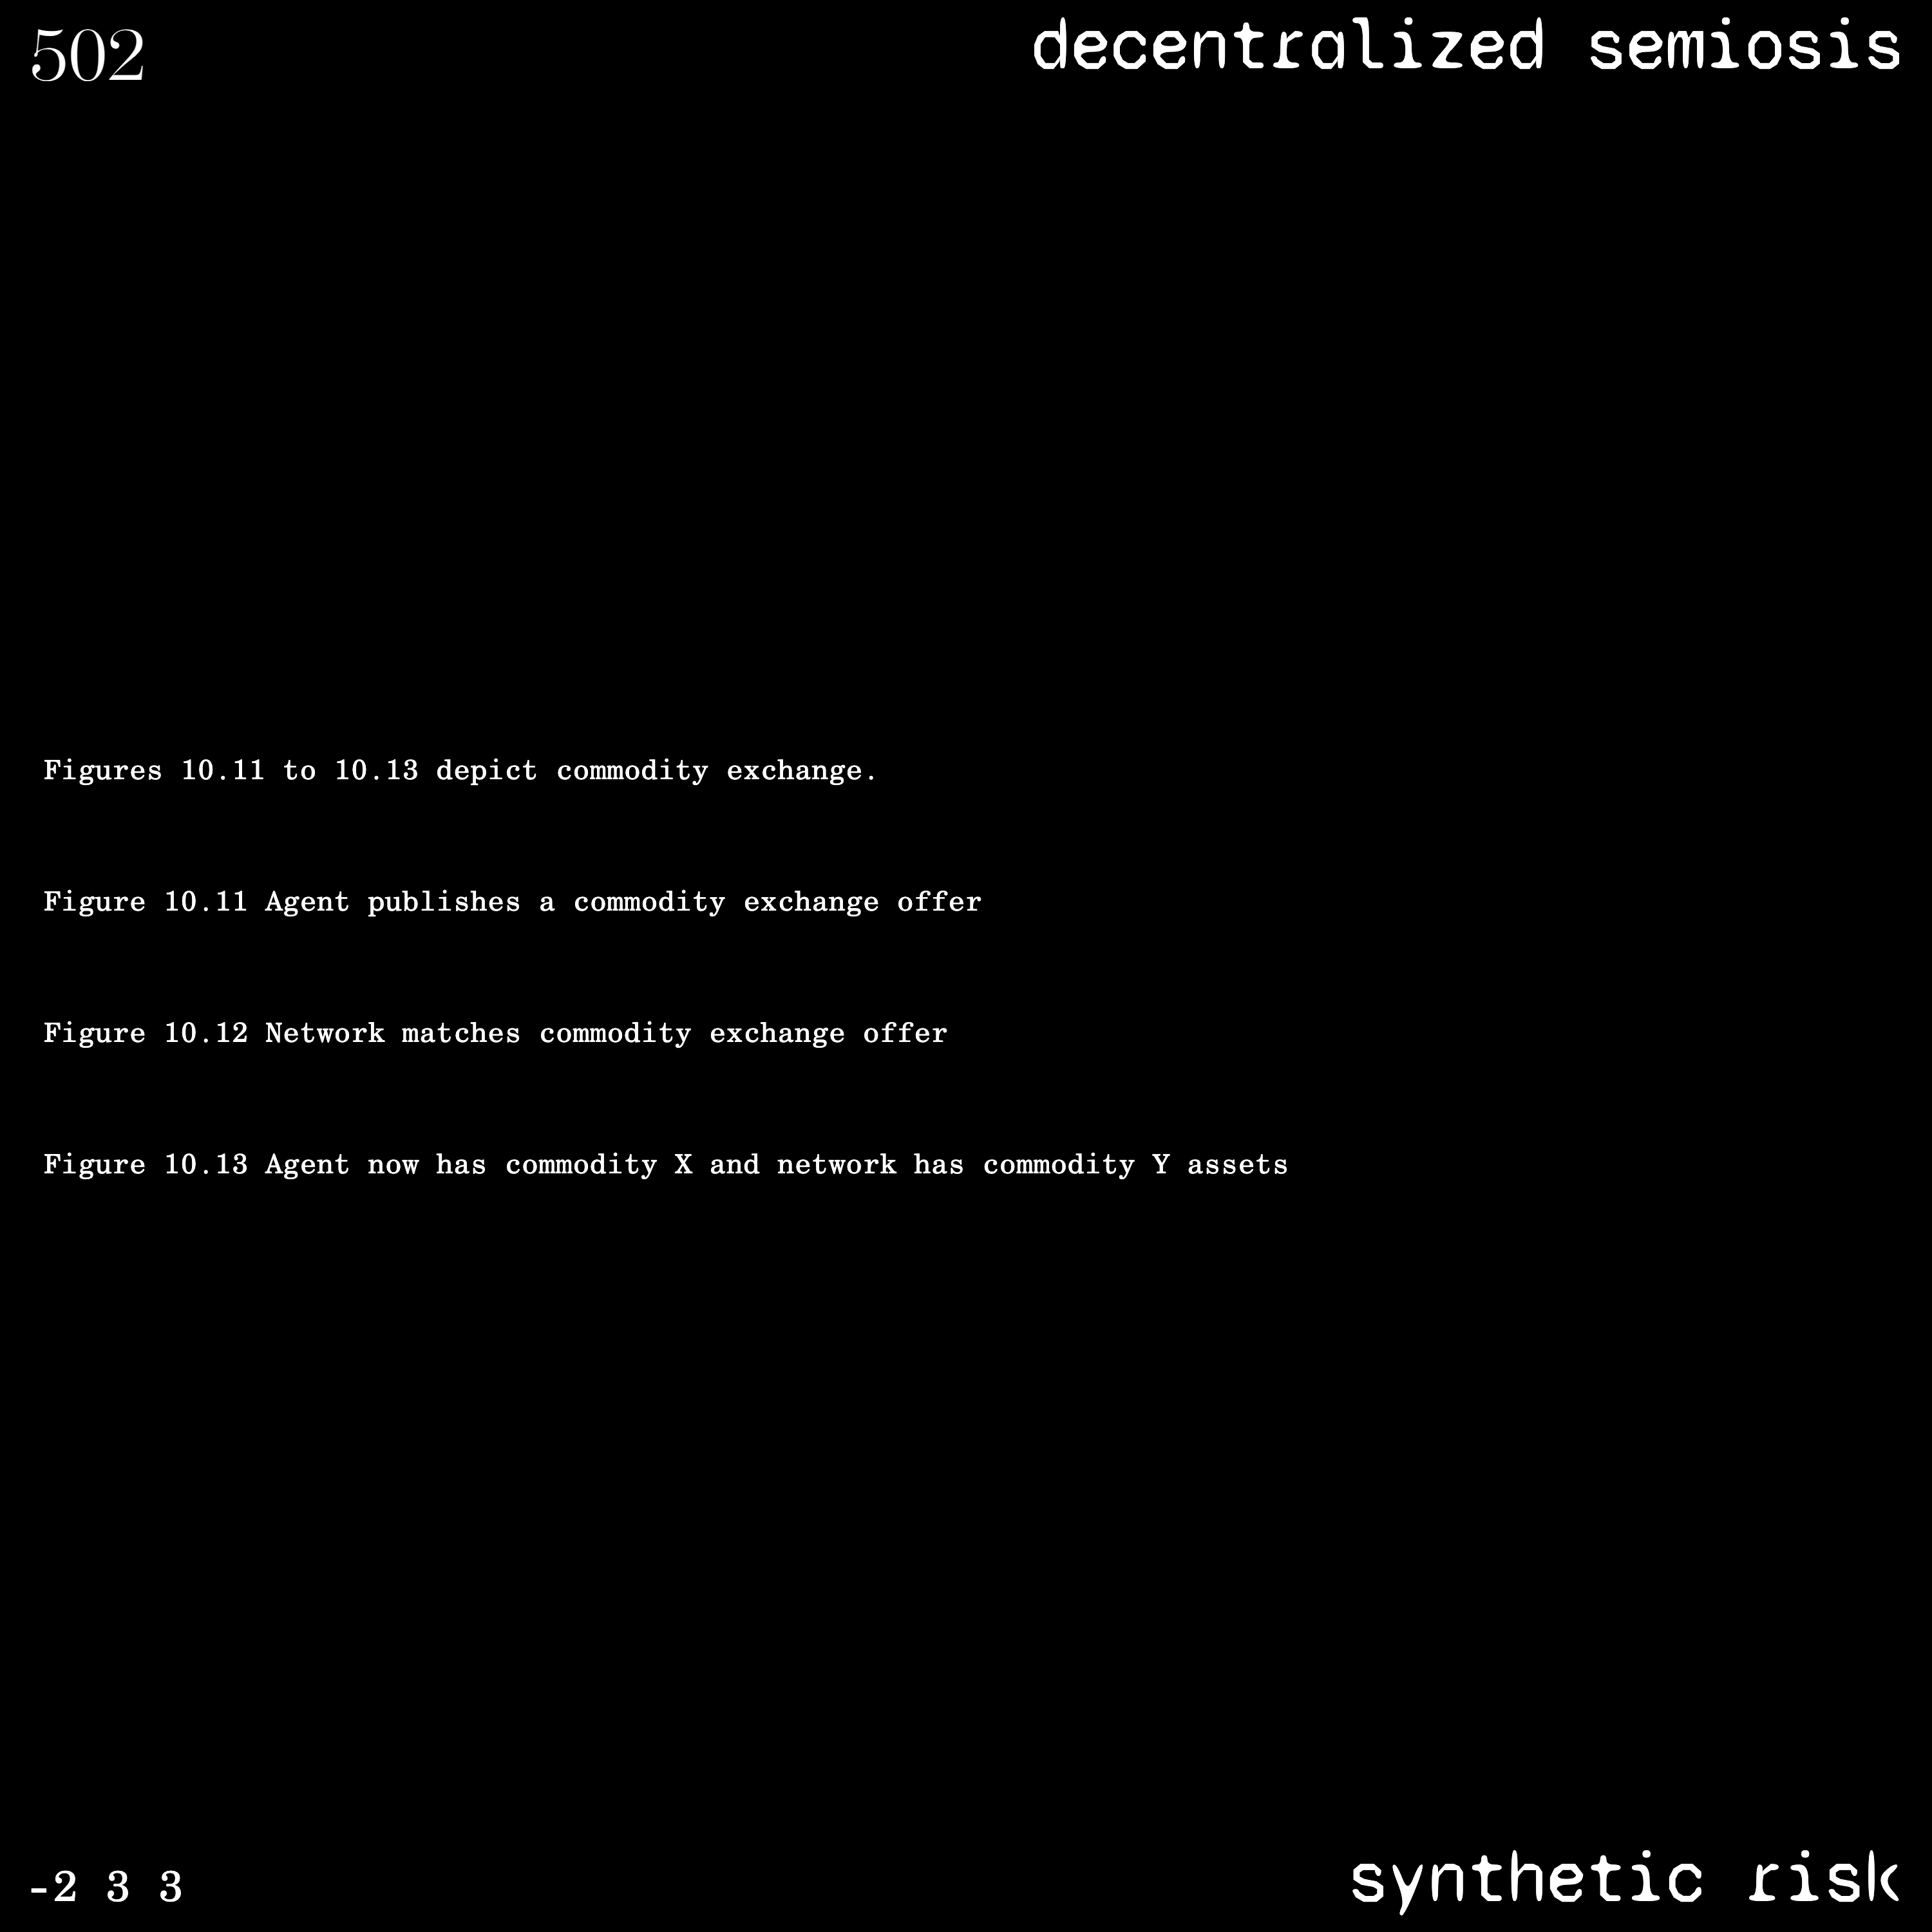 502
decentralized semiosis
Figures 10.11 to 10.13 depict commodity exchange.
Figure 10.11 Agent publishes a commodity exchange offer
Figure 10.12 Network matches commodity exchange offer
Figure 10.13 Agent now has commodity X and network has commodity Y assets
-2 3 3
synthetic risk